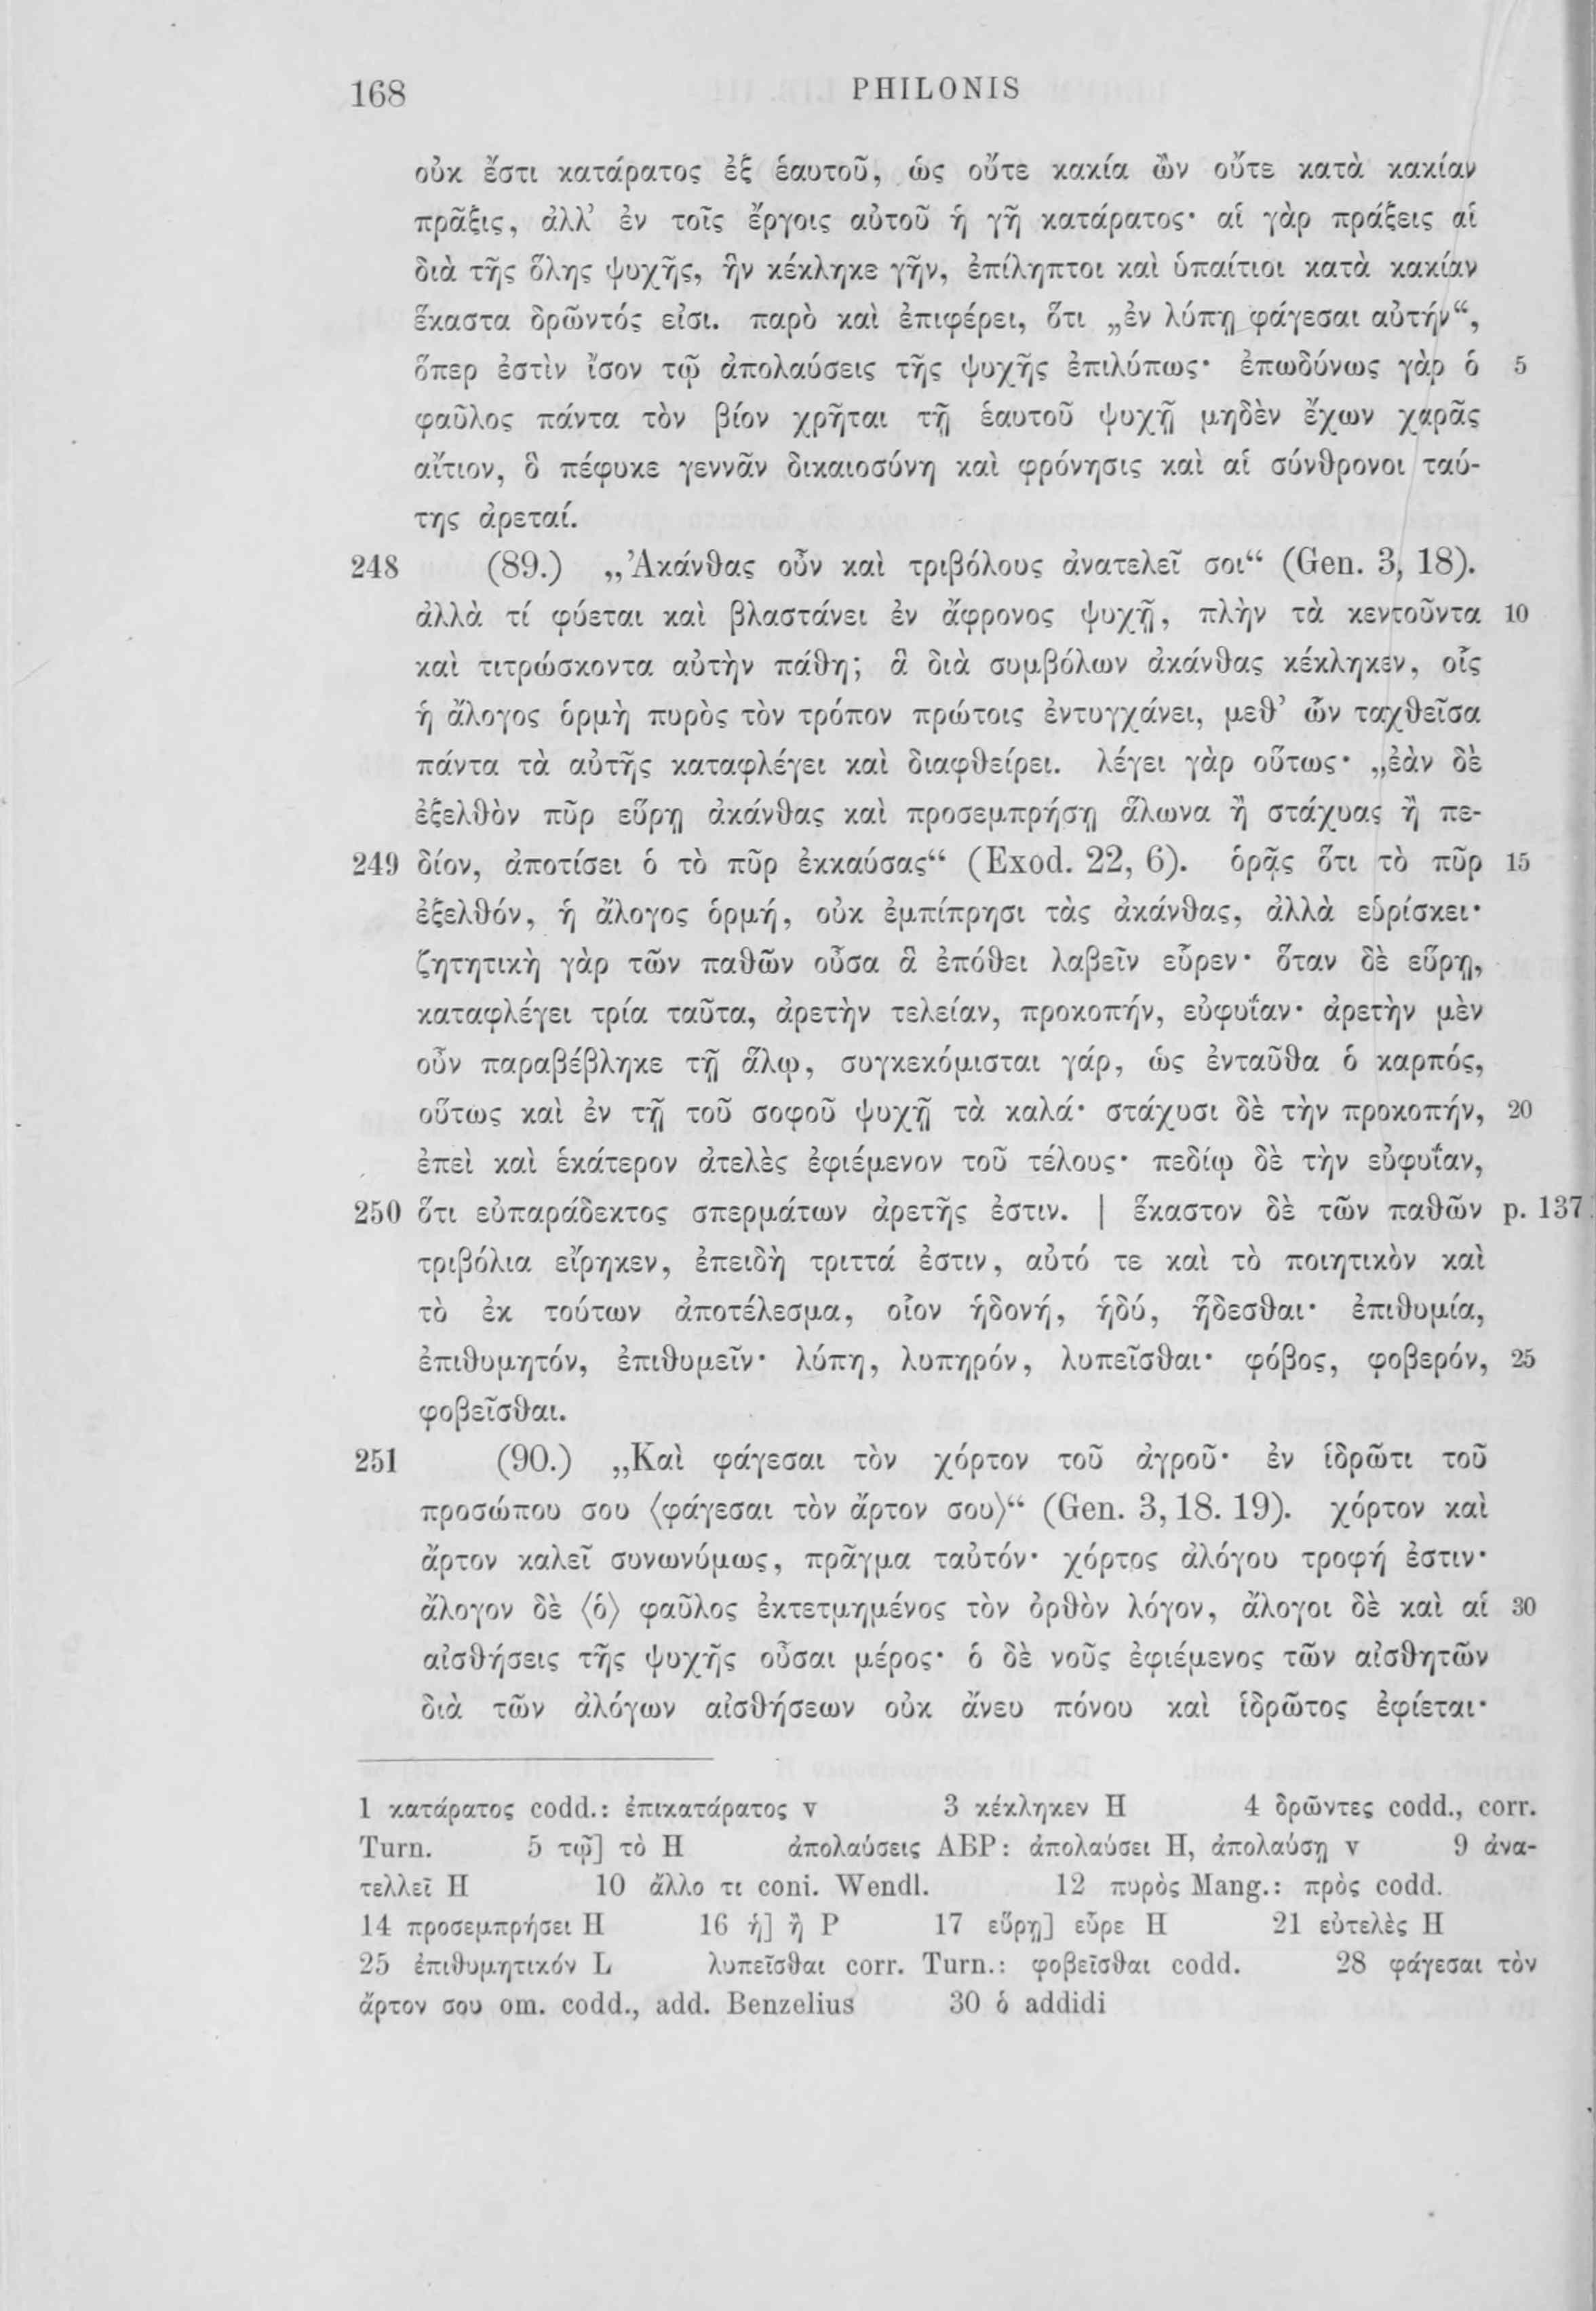 168 PHILONIS
οὐκ ἔστι κατάρατος ἐξ ἑαυτοῦ, ὡς οὔτε κακία ὢν οὔτε κατὰ κακίαν
πρᾶξις, ἀλλ’ ἐν τοῖς ἔργοις αὐτοῦ ἡ γῆ κατάρατος· αἱ γὰρ πράξεις αἱ
διὰ τῆς ὅλης ψυχῆς, ἣν κέκληκε γῆν, ἐπίληπτοι καὶ ὑπαίτιοι κατὰ κακίαν
ἕκαστα δρῶντός εἰσι. παρὸ καὶ ἐπιφέρει, ὅτι „ἐν λύπῃ φάγεσαι αὐτήν“,
ὅπερ ἐστὶν ἴσον τῷ ἀπολαύσεις τῆς ψυχῆς ἐπιλύπως· ἐπωδύνως γὰρ ὁ 5
φαῦλος πάντα τὸν βίον χρῆται τῇ ἑαυτοῦ ψυχῇ μηδὲν ἔχων χαρᾶς
αἴτιον, ὃ πέφυκε γεννᾶν δικαιοσύνη καὶ φρόνησις καὶ αἱ σύνθρονοι ταύ-
της ἀρεταί.
248 (89.) „Ἀκάνθας οὖν καὶ τριβόλους ἀνατελεῖ σοι“ (Gen. 3, 18).
ἀλλὰ τί φύεται καὶ βλαστάνει ἐν ἄφρονος ψυχῇ, πλὴν τὰ κεντοῦντα 10
καὶ τιτρώσκοντα αὐτὴν πάθη; ἃ διὰ συμβόλων ἀκάνθας κέκληκεν, οἷς
ἡ ἄλογος ὁρμὴ πυρὸς τὸν τρόπον πρώτοις ἐντυγχάνει, μεθ’ ὧν ταχθεῖσα
πάντα τὰ αὐτῆς καταφλέγει καὶ διαφθείρει. λέγει γὰρ οὕτως· „ἐὰν δὲ
ἐξελθὸν πῦρ εὕρῃ ἀκάνθας καὶ προσεμπρήσῃ ἅλωνα ἢ στάχυας ἢ πε-
249 δίον, ἀποτίσει ὁ τὸ πῦρ ἐκκαύσας“ (Exod. 22, 6). ὁρᾷς ὅτι τὸ πῦρ 15
ἐξελθόν, ἡ ἄλογος ὁρμή, οὐκ ἐμπίπρησι τὰς ἀκάνθας, ἀλλὰ εὑρίσκει·
ζητητικὴ γὰρ τῶν παθῶν οὖσα ἃ ἐπόθει λαβεῖν εὗρεν· ὅταν δὲ εὕρῃ,
καταφλέγει τρία ταῦτα, ἀρετὴν τελείαν, προκοπήν, εὐφυΐαν· ἀρετὴν μὲν
οὖν παραβέβληκε τῇ ἅλῳ, συγκεκόμισται γάρ, ὡς ἐνταῦθα ὁ καρπός,
οὕτως καὶ ἐν τῇ τοῦ σοφοῦ ψυχῇ τὰ καλά· στάχυσι δὲ τὴν προκοπήν, 20
ἐπεὶ καὶ ἑκάτερον ἀτελὲς ἐφιέμενον τοῦ τέλους· πεδίῳ δὲ τὴν εὐφυΐαν,
250 ὅτι εὐπαράδεκτος σπερμάτων ἀρετῆς ἐστιν. | ἕκαστον δὲ τῶν παθῶν p. 137
τριβόλια εἴρηκεν, ἐπειδὴ τριττά ἐστιν, αὐτό τε καὶ τὸ ποιητικὸν καὶ
τὸ ἐκ τούτων ἀποτέλεσμα, οἷον ἡδονή, ἡδύ, ἥδεσθαι· ἐπιθυμία,
ἐπιθυμητόν, ἐπιθυμεῖν· λύπη, λυπηρόν, λυπεῖσθαι· φόβος, φοβερόν, 25
φοβεῖσθαι.
251 (90.) „Καὶ φάγεσαι τὸν χόρτον τοῦ ἀγροῦ· ἐν ἱδρῶτι τοῦ
προσώπου σου ⟨φάγεσαι τὸν ἄρτον σου⟩“ (Gen. 3, 18. 19). χόρτον καὶ
ἄρτον καλεῖ συνωνύμως, πρᾶγμα ταὐτόν· χόρτος ἀλόγου τροφή ἐστιν·
ἄλογον δὲ ⟨ὁ⟩ φαῦλος ἐκτετμημένος τὸν ὀρθὸν λόγον, ἄλογοι δὲ καὶ αἱ 30
αἰσθήσεις τῆς ψυχῆς οὖσαι μέρος· ὁ δὲ νοῦς ἐφιέμενος τῶν αἰσθητῶν
διὰ τῶν ἀλόγων αἰσθήσεων οὐκ ἄνευ πόνου καὶ ἱδρῶτος ἐφίεται·
1 κατάρατος codd.: ἐπικατάρατος v 3 κέκληκεν H 4 δρῶντες codd., corr.
Turn. 5 τῷ] τὸ H ἀπολαύσεις ABP: ἀπολαύσει H, ἀπολαύσῃ v 9 ἀνα-
τελλεῖ H 10 ἄλλο τι coni. Wendl. 12 πυρὸς Mang.: πρὸς codd.
14 προσεμπρήσει H 16 ἡ] ἢ P 17 εὕρῃ] εὗρε H 21 εὐτελὲς H
25 ἐπιθυμητικόν L λυπεῖσθαι corr. Turn.: φοβεῖσθαι codd. 28 φάγεσαι τὸν
ἄρτον σου om. codd., add. Benzelius 30 ὁ addidi